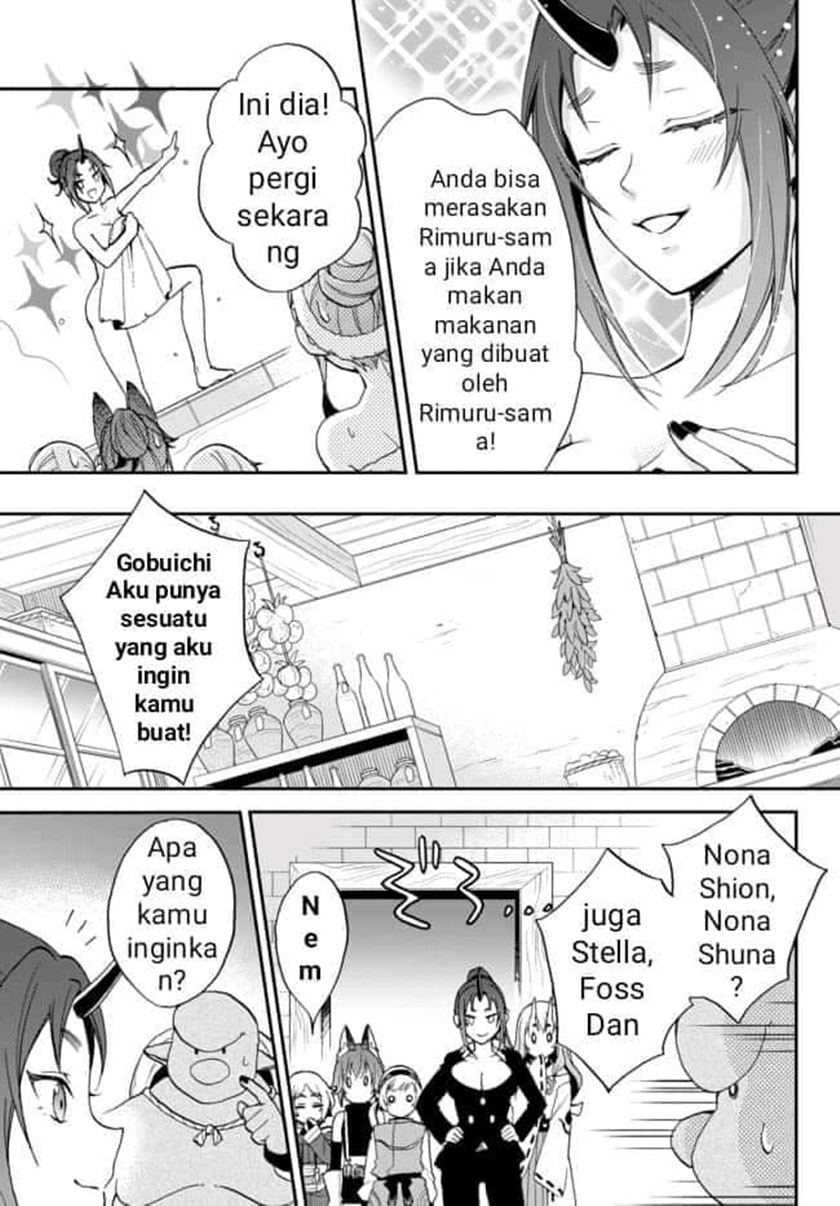 Anda bisa
merasakan
Rimuru-sam
a jika Anda
makan
makanan
yang dibuat
oleh
Rimuru-sam
a!
Ini dia!
Ayo
pergi
sekara
ng
Gobuichi
Aku punya
sesuatu
yang aku
ingin
kamu
buat!
Nona
Shion,
Nona
Shuna
?
juga
Stella,
Foss
Dan
N
e
m
Apa
yang
kamu
inginka
n?